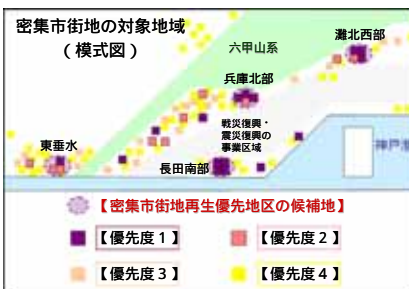 密集市街地の対象地域
（模式図）
六甲山系
灘北西部
兵庫北部
戦災復興・
震災復興の
事業区域
神戸港
東垂水
長田南部
【密集市街地再生優先地区の候補地】
【優先度1】
【優先度2】
【優先度3】
【優先度4】